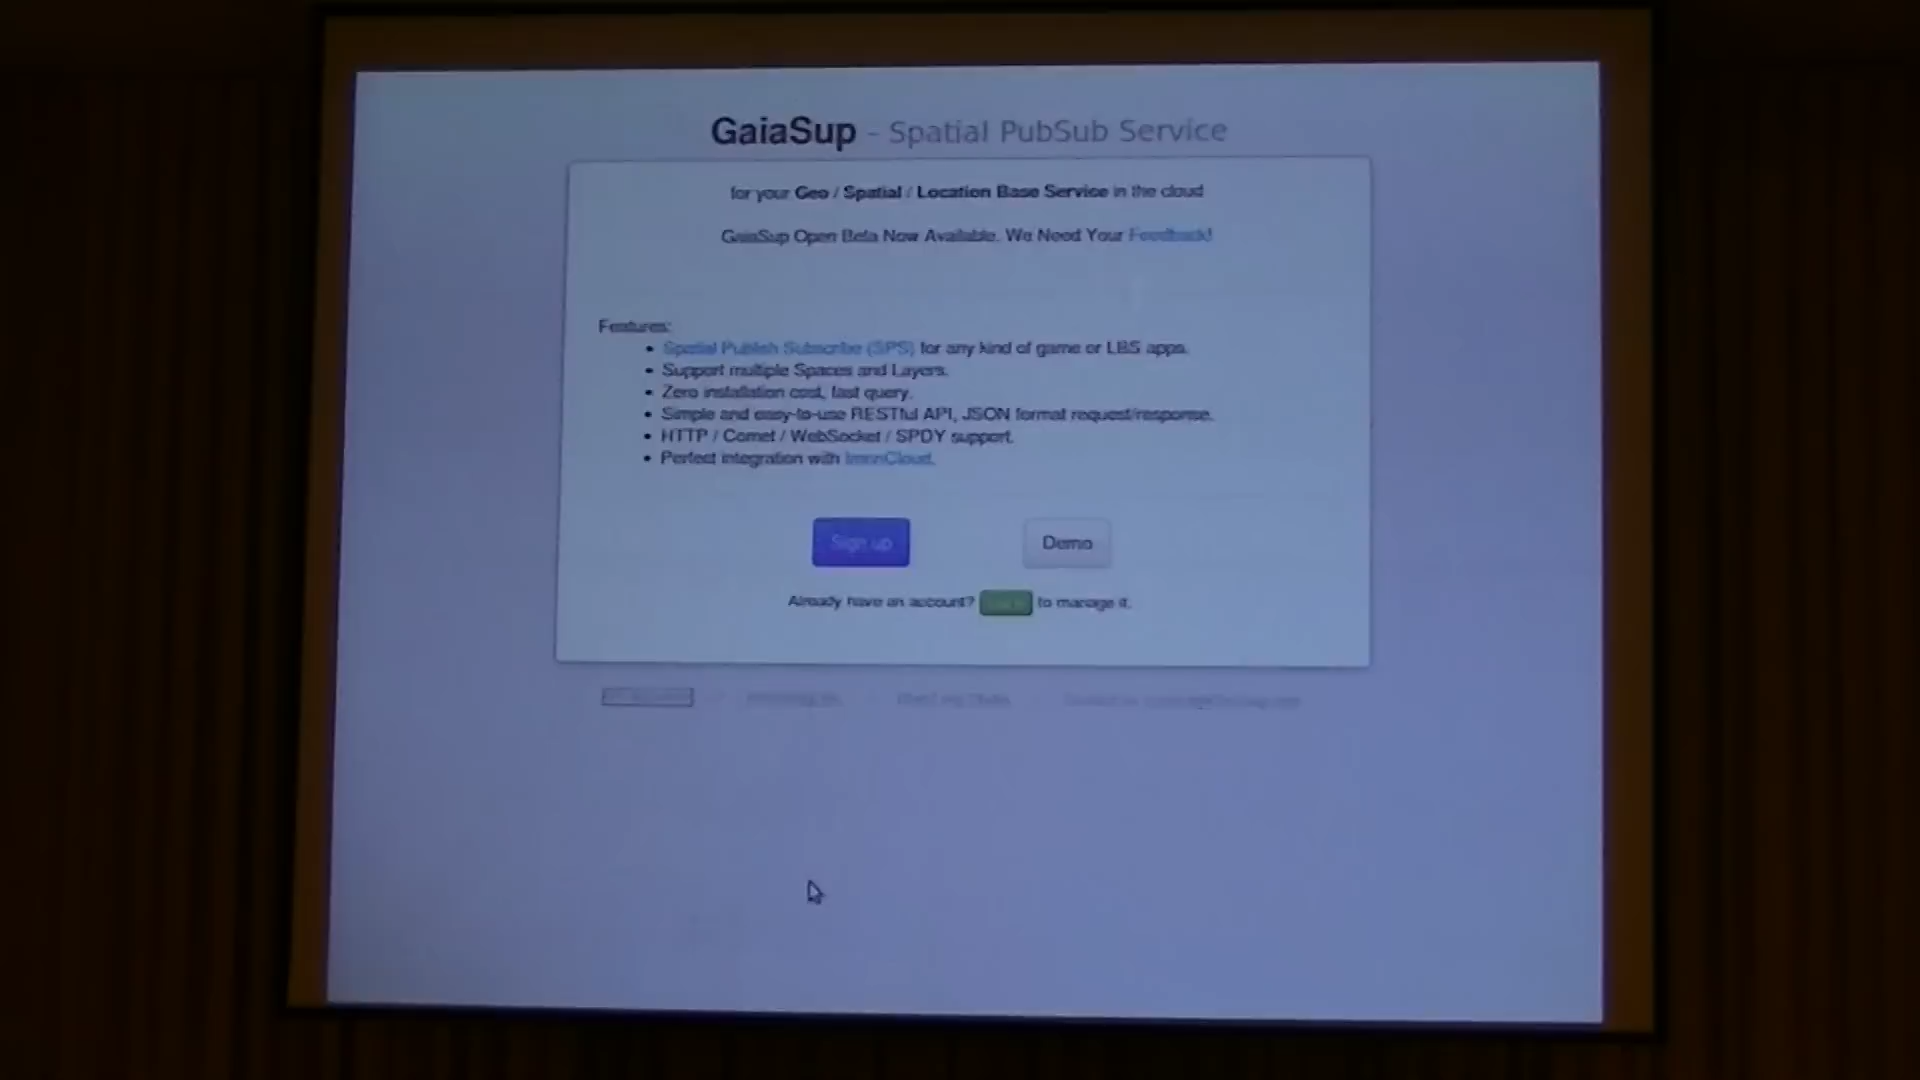 GaiaSup - Spatial PubSub Service
for your Geo / Spatial / Location Base Service in the cloud
GaiaSup Open Beta Now Available. We Need Your Feedback!
Features:
• Spatial Publish Subscribe (SPS) for any kind of game or LBS apps.
• Support multiple Spaces and Layers.
• Zero installation cost, fast query.
• Simple and easy-to-use RESTful API, JSON format request/response.
• HTTP / Comet / WebSocket / SPDY support.
• Perfect integration with ImonCloud.
Sign up
Demo
Already have an account? to manage it.